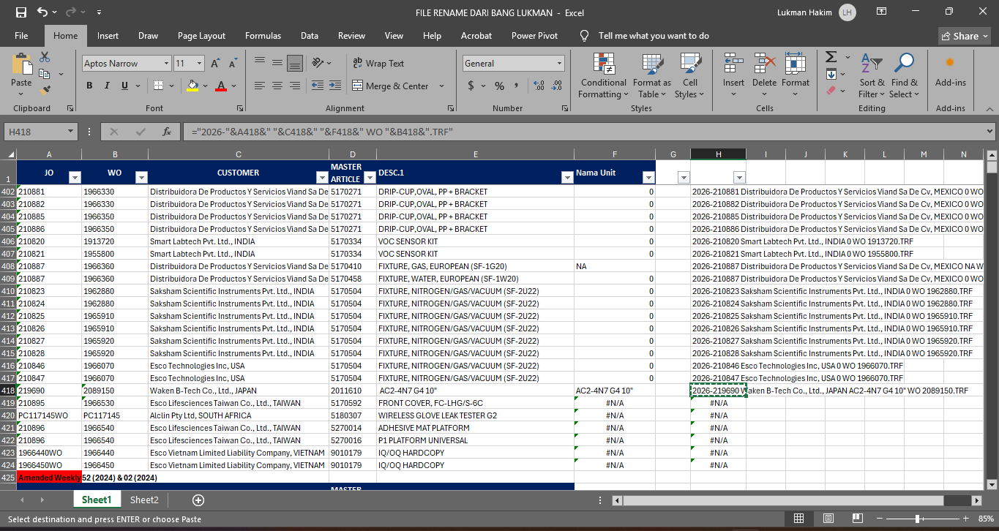 FILE RENAME DARI BANG LUKMAN - Excel
Lukman Hakim LH
File Home Insert Draw Page Layout Formulas Data Review View Help Acrobat Power Pivot Tell me what you want to do Share
Aptos Narrow 11 A A Wrap Text General
Paste B I U A Merge & Center $ % , Conditional Formatting Format as Table Cell Styles Insert Delete Format Sort & Filter Find & Select Add-ins
Clipboard Font Alignment Number Styles Cells Editing Add-ins
H418 fx ="2026-"&A418&" "&C418&" "&F418&" WO "&B418&".TRF"
A B C D E F G H I J K L M N
1 JO WO CUSTOMER MASTER ARTICLE DESC.1 Nama Unit
402 210881 1966330 Distribuidora De Productos Y Servicios Viand Sa De 5170271 DRIP-CUP,OVAL, PP + BRACKET 0 2026-210881 Distribuidora De Productos Y Servicios Viand Sa De Cv, MEXICO 0 WO
403 210882 1966330 Distribuidora De Productos Y Servicios Viand Sa De 5170271 DRIP-CUP,OVAL, PP + BRACKET 0 2026-210882 Distribuidora De Productos Y Servicios Viand Sa De Cv, MEXICO 0 WO
404 210885 1966350 Distribuidora De Productos Y Servicios Viand Sa De 5170271 DRIP-CUP,OVAL, PP + BRACKET 0 2026-210885 Distribuidora De Productos Y Servicios Viand Sa De Cv, MEXICO 0 WO
405 210886 1966350 Distribuidora De Productos Y Servicios Viand Sa De 5170271 DRIP-CUP,OVAL, PP + BRACKET 0 2026-210886 Distribuidora De Productos Y Servicios Viand Sa De Cv, MEXICO 0 WO
406 210820 1913720 Smart Labtech Pvt. Ltd., INDIA 5170334 VOC SENSOR KIT 0 2026-210820 Smart Labtech Pvt. Ltd., INDIA 0 WO 1913720.TRF
407 210821 1955800 Smart Labtech Pvt. Ltd., INDIA 5170334 VOC SENSOR KIT 0 2026-210821 Smart Labtech Pvt. Ltd., INDIA 0 WO 1955800.TRF
408 210887 1966360 Distribuidora De Productos Y Servicios Viand Sa De 5170410 FIXTURE, GAS, EUROPEAN (SF-1G20) NA 2026-210887 Distribuidora De Productos Y Servicios Viand Sa De Cv, MEXICO NA W
409 210887 1966360 Distribuidora De Productos Y Servicios Viand Sa De 5170458 FIXTURE, WATER, EUROPEAN (SF-1W20) 0 2026-210887 Distribuidora De Productos Y Servicios Viand Sa De Cv, MEXICO 0 WO
410 210823 1962880 Saksham Scientific Instruments Pvt. Ltd., INDIA 5170504 FIXTURE, NITROGEN/GAS/VACUUM (SF-2U22) 0 2026-210823 Saksham Scientific Instruments Pvt. Ltd., INDIA 0 WO 1962880.TRF
411 210824 1962880 Saksham Scientific Instruments Pvt. Ltd., INDIA 5170504 FIXTURE, NITROGEN/GAS/VACUUM (SF-2U22) 0 2026-210824 Saksham Scientific Instruments Pvt. Ltd., INDIA 0 WO 1962880.TRF
412 210825 1965910 Saksham Scientific Instruments Pvt. Ltd., INDIA 5170504 FIXTURE, NITROGEN/GAS/VACUUM (SF-2U22) 0 2026-210825 Saksham Scientific Instruments Pvt. Ltd., INDIA 0 WO 1965910.TRF
413 210826 1965910 Saksham Scientific Instruments Pvt. Ltd., INDIA 5170504 FIXTURE, NITROGEN/GAS/VACUUM (SF-2U22) 0 2026-210826 Saksham Scientific Instruments Pvt. Ltd., INDIA 0 WO 1965910.TRF
414 210827 1965920 Saksham Scientific Instruments Pvt. Ltd., INDIA 5170504 FIXTURE, NITROGEN/GAS/VACUUM (SF-2U22) 0 2026-210827 Saksham Scientific Instruments Pvt. Ltd., INDIA 0 WO 1965920.TRF
415 210828 1965920 Saksham Scientific Instruments Pvt. Ltd., INDIA 5170504 FIXTURE, NITROGEN/GAS/VACUUM (SF-2U22) 0 2026-210828 Saksham Scientific Instruments Pvt. Ltd., INDIA 0 WO 1965920.TRF
416 210846 1966070 Esco Technologies Inc, USA 5170504 FIXTURE, NITROGEN/GAS/VACUUM (SF-2U22) 0 2026-210846 Esco Technologies Inc, USA 0 WO 1966070.TRF
417 210847 1966070 Esco Technologies Inc, USA 5170504 FIXTURE, NITROGEN/GAS/VACUUM (SF-2U22) 0 2026-210847 Esco Technologies Inc, USA 0 WO 1966070.TRF
418 219690 2089150 Waken B-Tech Co., Ltd., JAPAN 2011610 AC2-4N7 G4 10" AC2-4N7 G4 10" 2026-219690 Waken B-Tech Co., Ltd., JAPAN AC2-4N7 G4 10" WO 2089150.TRF
419 210895 1966530 Esco Lifesciences Taiwan Co., Ltd, TAIWAN 5170592 FRONT COVER, FC-LHG/S-6C #N/A #N/A
420 PC117145WO PC117145 Alclin Pty Ltd, SOUTH AFRICA 5180307 WIRELESS GLOVE LEAK TESTER G2 #N/A #N/A
421 210896 1966540 Esco Lifesciences Taiwan Co., Ltd, TAIWAN 5270014 ADHESIVE MAT PLATFORM #N/A #N/A
422 210896 1966540 Esco Lifesciences Taiwan Co., Ltd, TAIWAN 5270016 P1 PLATFORM UNIVERSAL #N/A #N/A
423 1966440WO 1966440 Esco Vietnam Limited Liability Company, VIETNAM 9010179 IQ/OQ HARDCOPY #N/A #N/A
424 1966450WO 1966450 Esco Vietnam Limited Liability Company, VIETNAM 9010179 IQ/OQ HARDCOPY #N/A #N/A
425 Amended Weekly 52 (2024) & 02 (2024)
MASTER
Sheet1 Sheet2
Select destination and press ENTER or choose Paste 85%